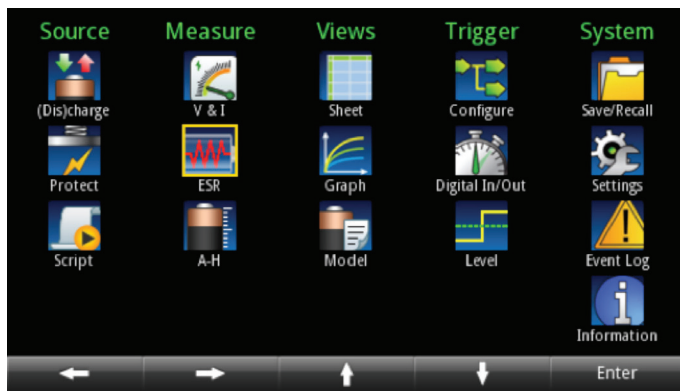 Source Measure Views Trigger System
(Dis)charge V & I Sheet Configure Save/Recall
Protect ESR Graph Digital In/Out Settings
Script A-H Model Level Event Log
Information
Enter